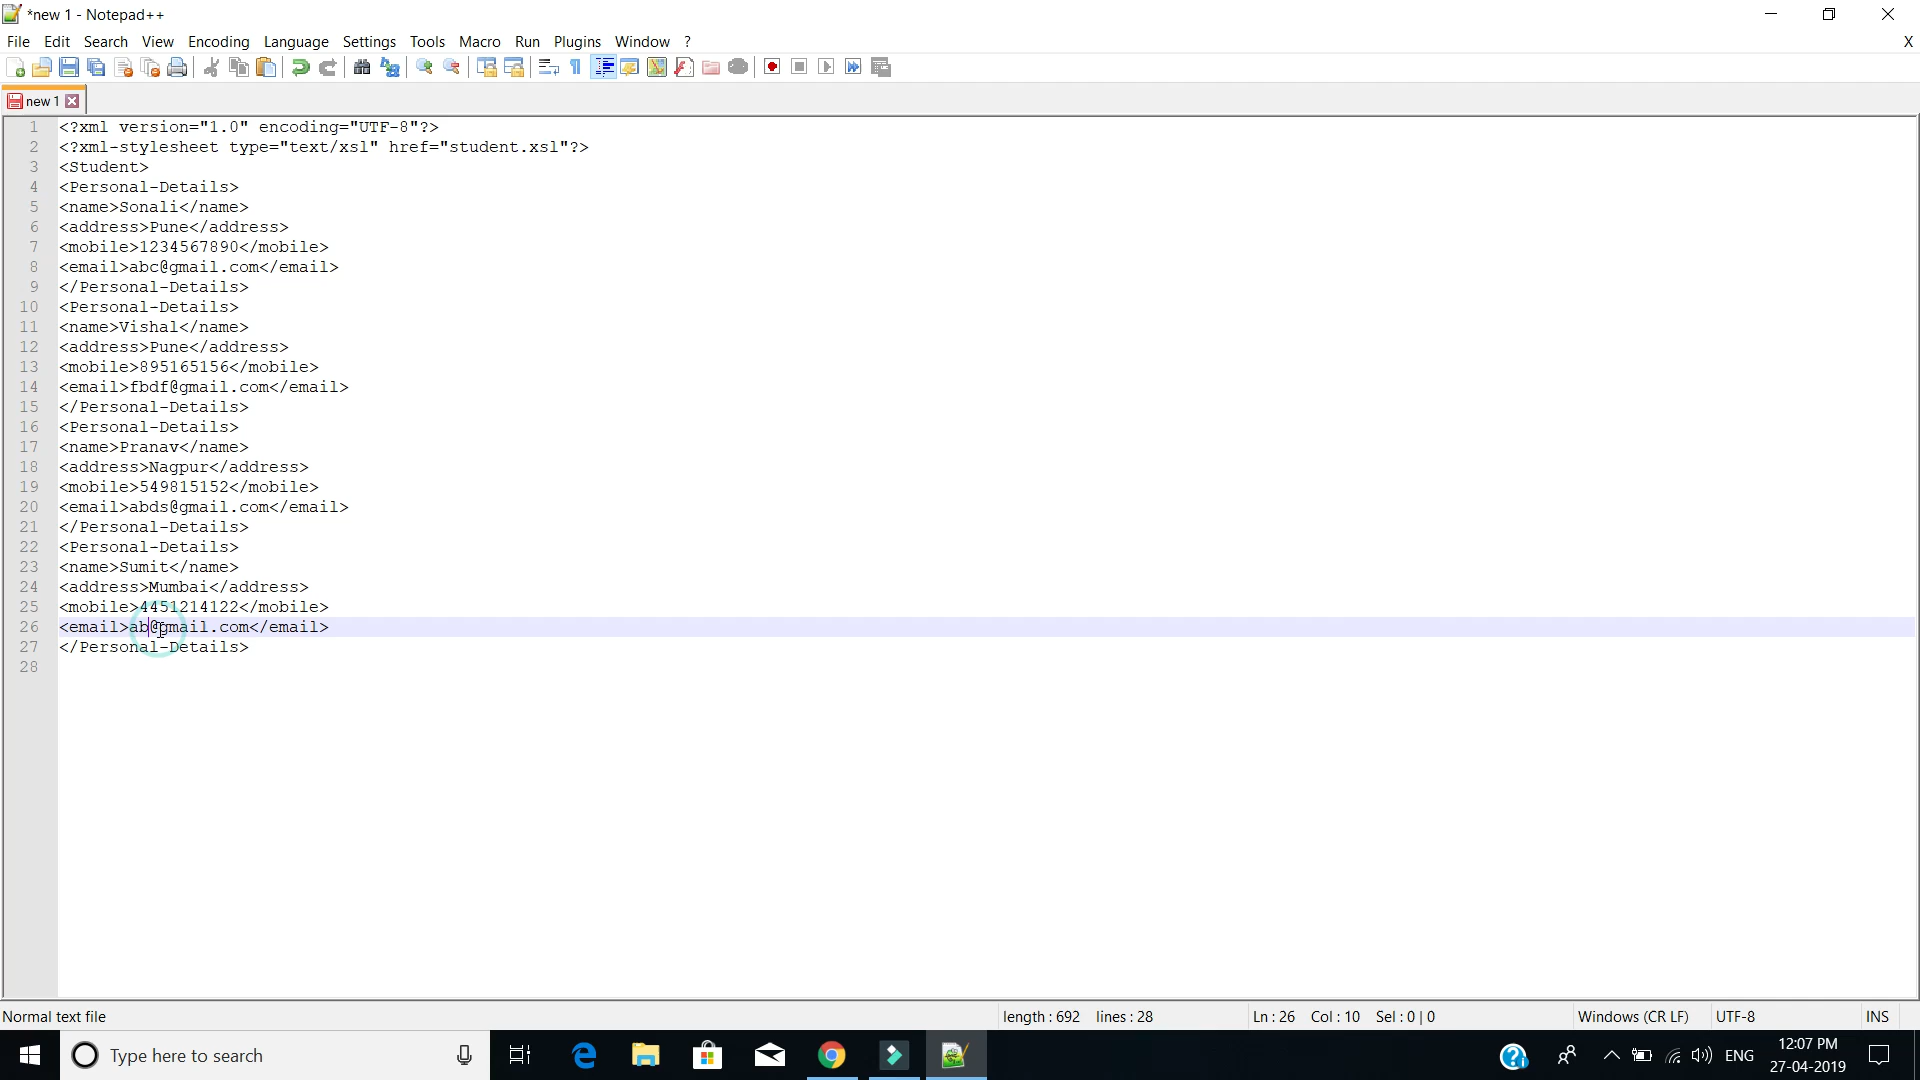 *new 1 - Notepad++
File Edit Search View Encoding Language Settings Tools Macro Run Plugins Window ? X
new 1
1 <?xml version="1.0" encoding="UTF-8"?>
2 <?xml-stylesheet type="text/xsl" href="student.xsl"?>
3 <Student>
4 <Personal-Details>
5 <name>Sonali</name>
6 <address>Pune</address>
7 <mobile>1234567890</mobile>
8 <email>abc@gmail.com</email>
9 </Personal-Details>
10 <Personal-Details>
11 <name>Vishal</name>
12 <address>Pune</address>
13 <mobile>895165156</mobile>
14 <email>fbdf@gmail.com</email>
15 </Personal-Details>
16 <Personal-Details>
17 <name>Pranav</name>
18 <address>Nagpur</address>
19 <mobile>549815152</mobile>
20 <email>abds@gmail.com</email>
21 </Personal-Details>
22 <Personal-Details>
23 <name>Sumit</name>
24 <address>Mumbai</address>
25 <mobile>4451214122</mobile>
26 <email>ab@gmail.com</email>
27 </Personal-Details>
28
Normal text file length : 692 lines : 28 Ln : 26 Col : 10 Sel : 0 | 0 Windows (CR LF) UTF-8 INS
Type here to search ENG 12:07 PM
27-04-2019